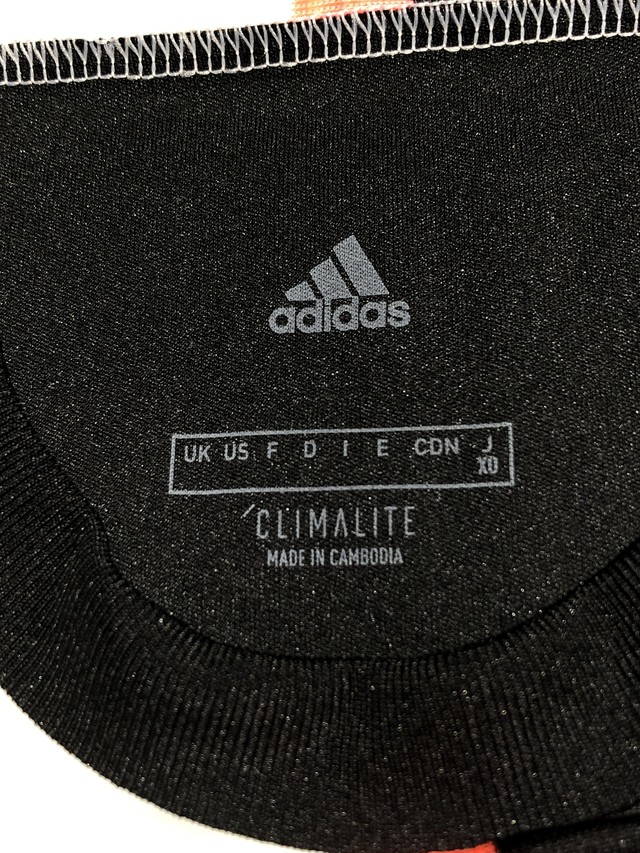 adidas
UK US F D I E CDN J
XO
CLIMALITE
MADE IN CAMBODIA